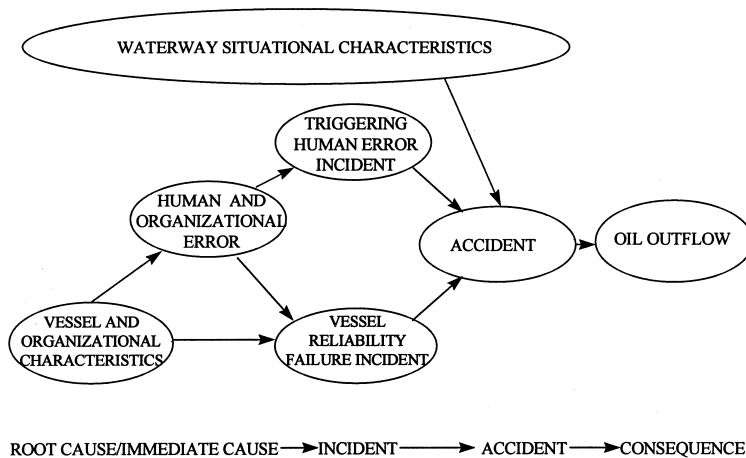 WATERWAY SITUATIONAL CHARACTERISTICS
TRIGGERING
HUMAN ERROR
INCIDENT
HUMAN AND
ORGANIZATIONAL
ERROR
ACCIDENT
OIL OUTFLOW
VESSEL AND
ORGANIZATIONAL
CHARACTERISTICS
VESSEL
RELIABILITY
FAILURE INCIDENT
ROOT CAUSE/IMMEDIATE CAUSE INCIDENT ACCIDENT CONSEQUENCE